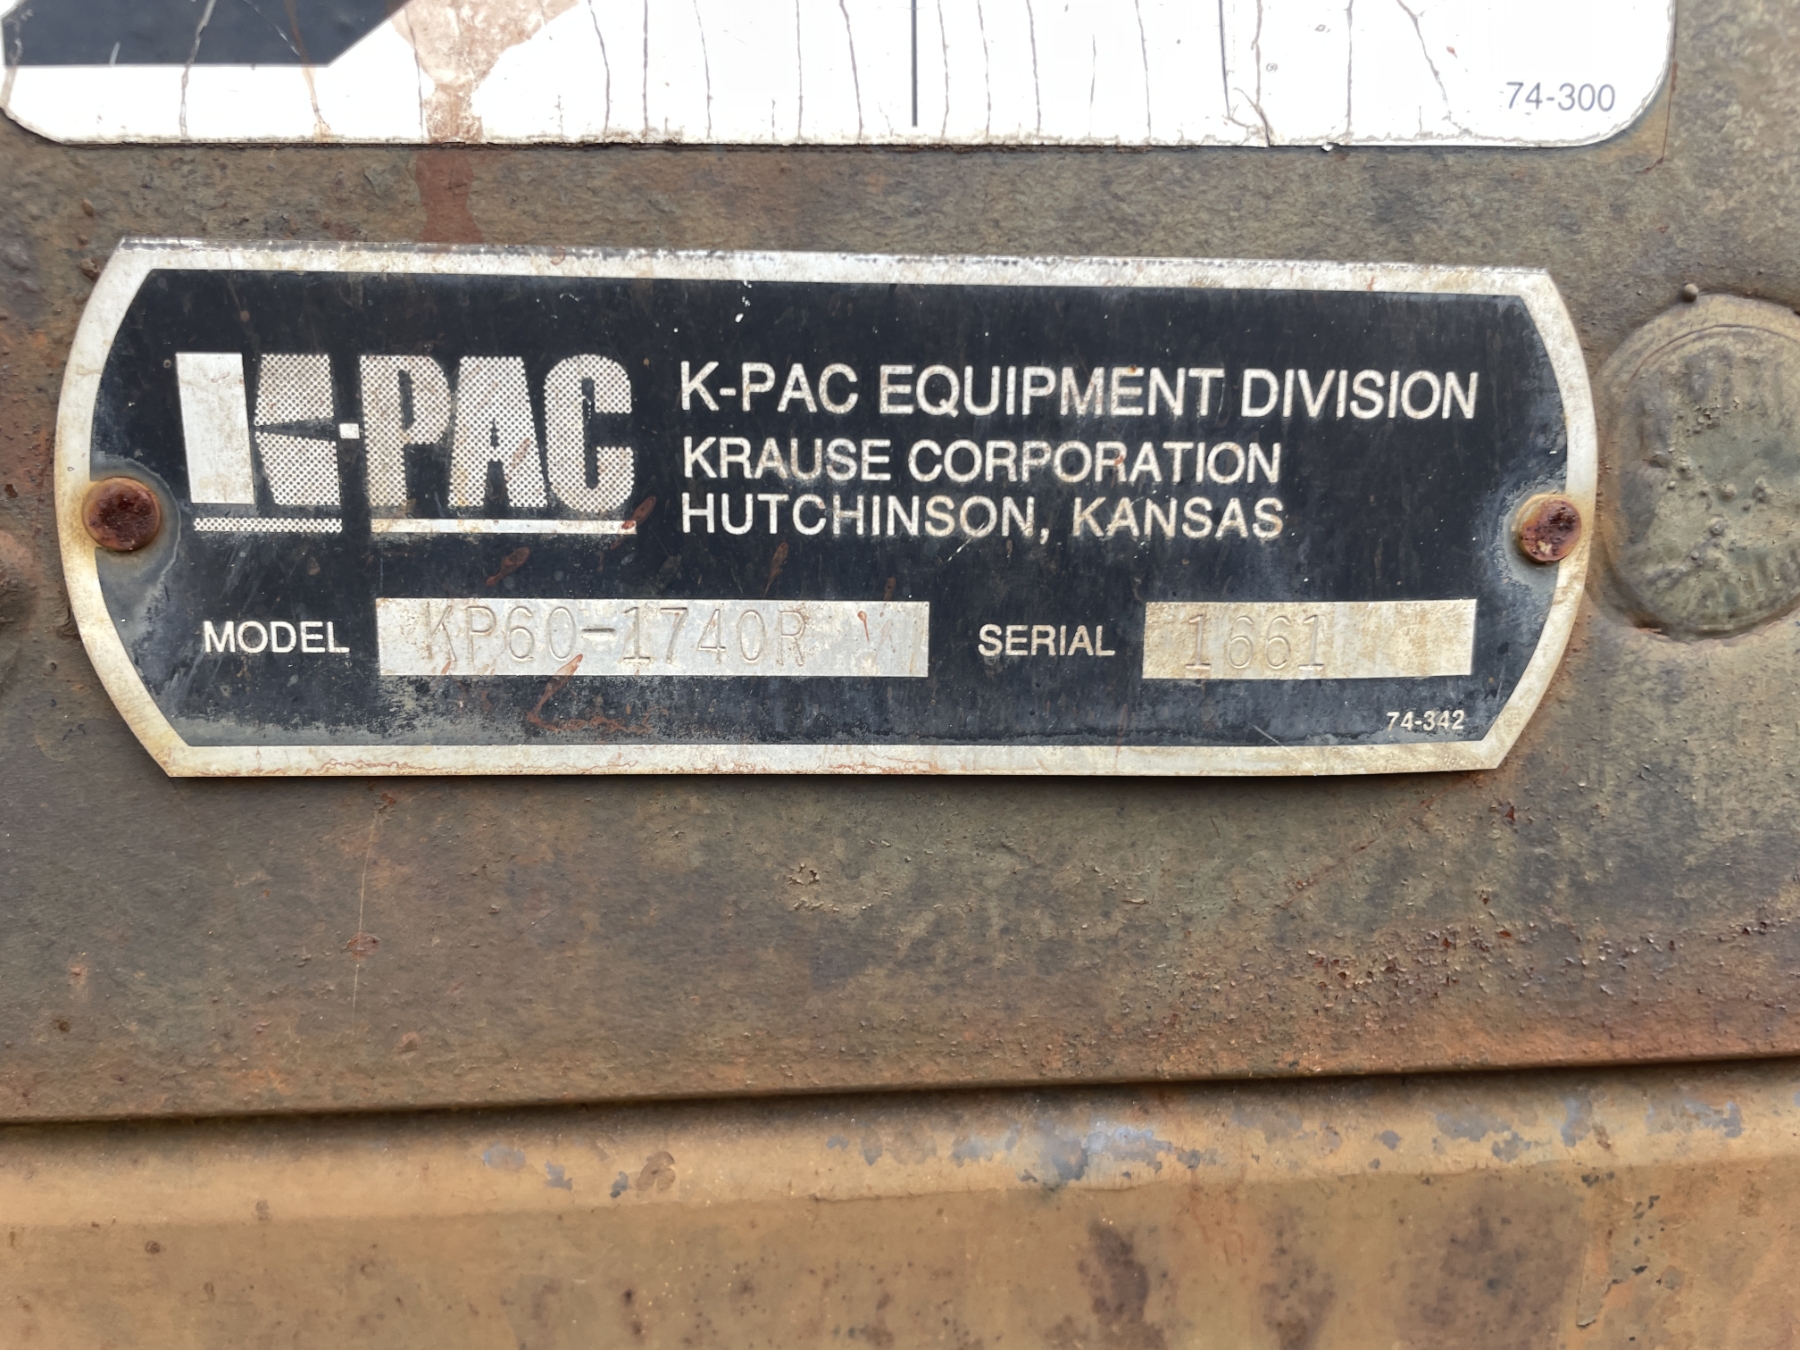 74-300
K-PAC
K-PAC EQUIPMENT DIVISION
KRAUSE CORPORATION
HUTCHINSON, KANSAS
MODEL KP60-1740R SERIAL 1661
74-342